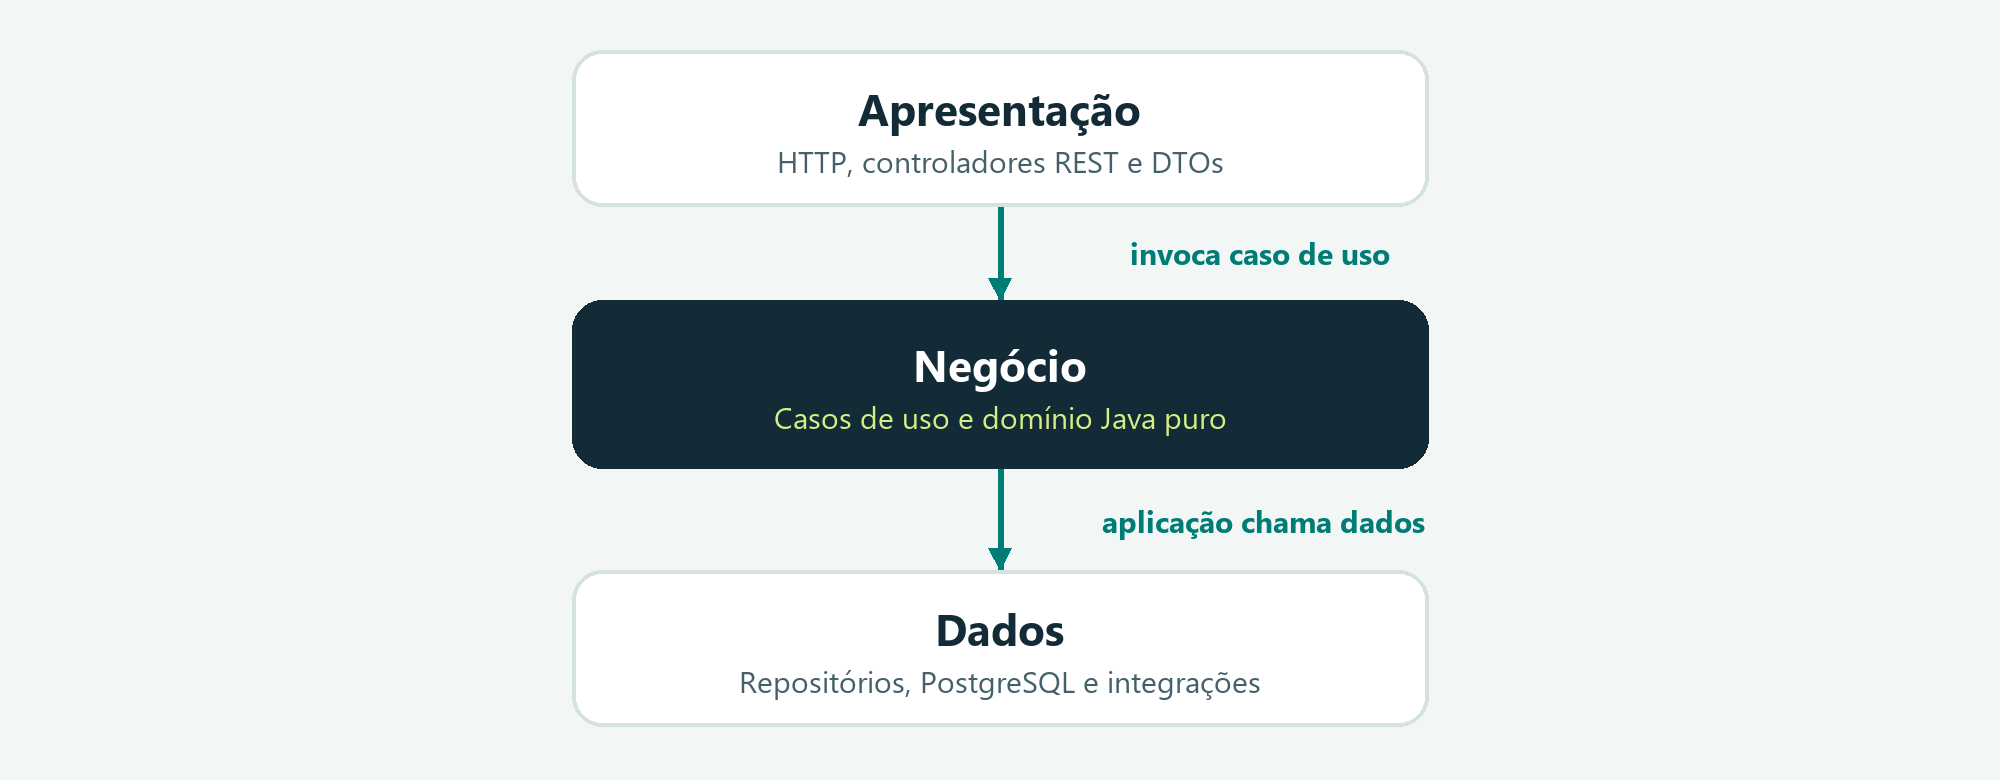 Apresentação
HTTP, controladores REST e DTOs
invoca caso de uso
Negócio
Casos de uso e domínio Java puro
aplicação chama dados
Dados
Repositórios, PostgreSQL e integrações